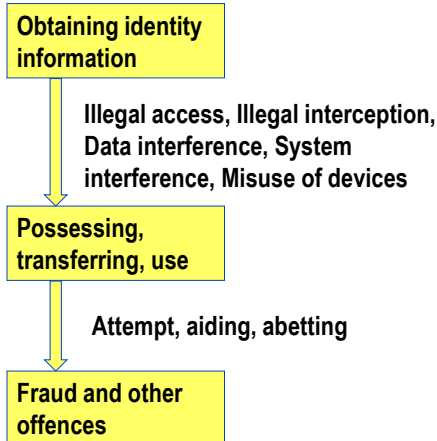 Obtaining identity
information
Illegal access, Illegal interception,
Data interference, System
interference, Misuse of devices
Possessing,
transferring, use
Attempt, aiding, abetting
Fraud and other
offences